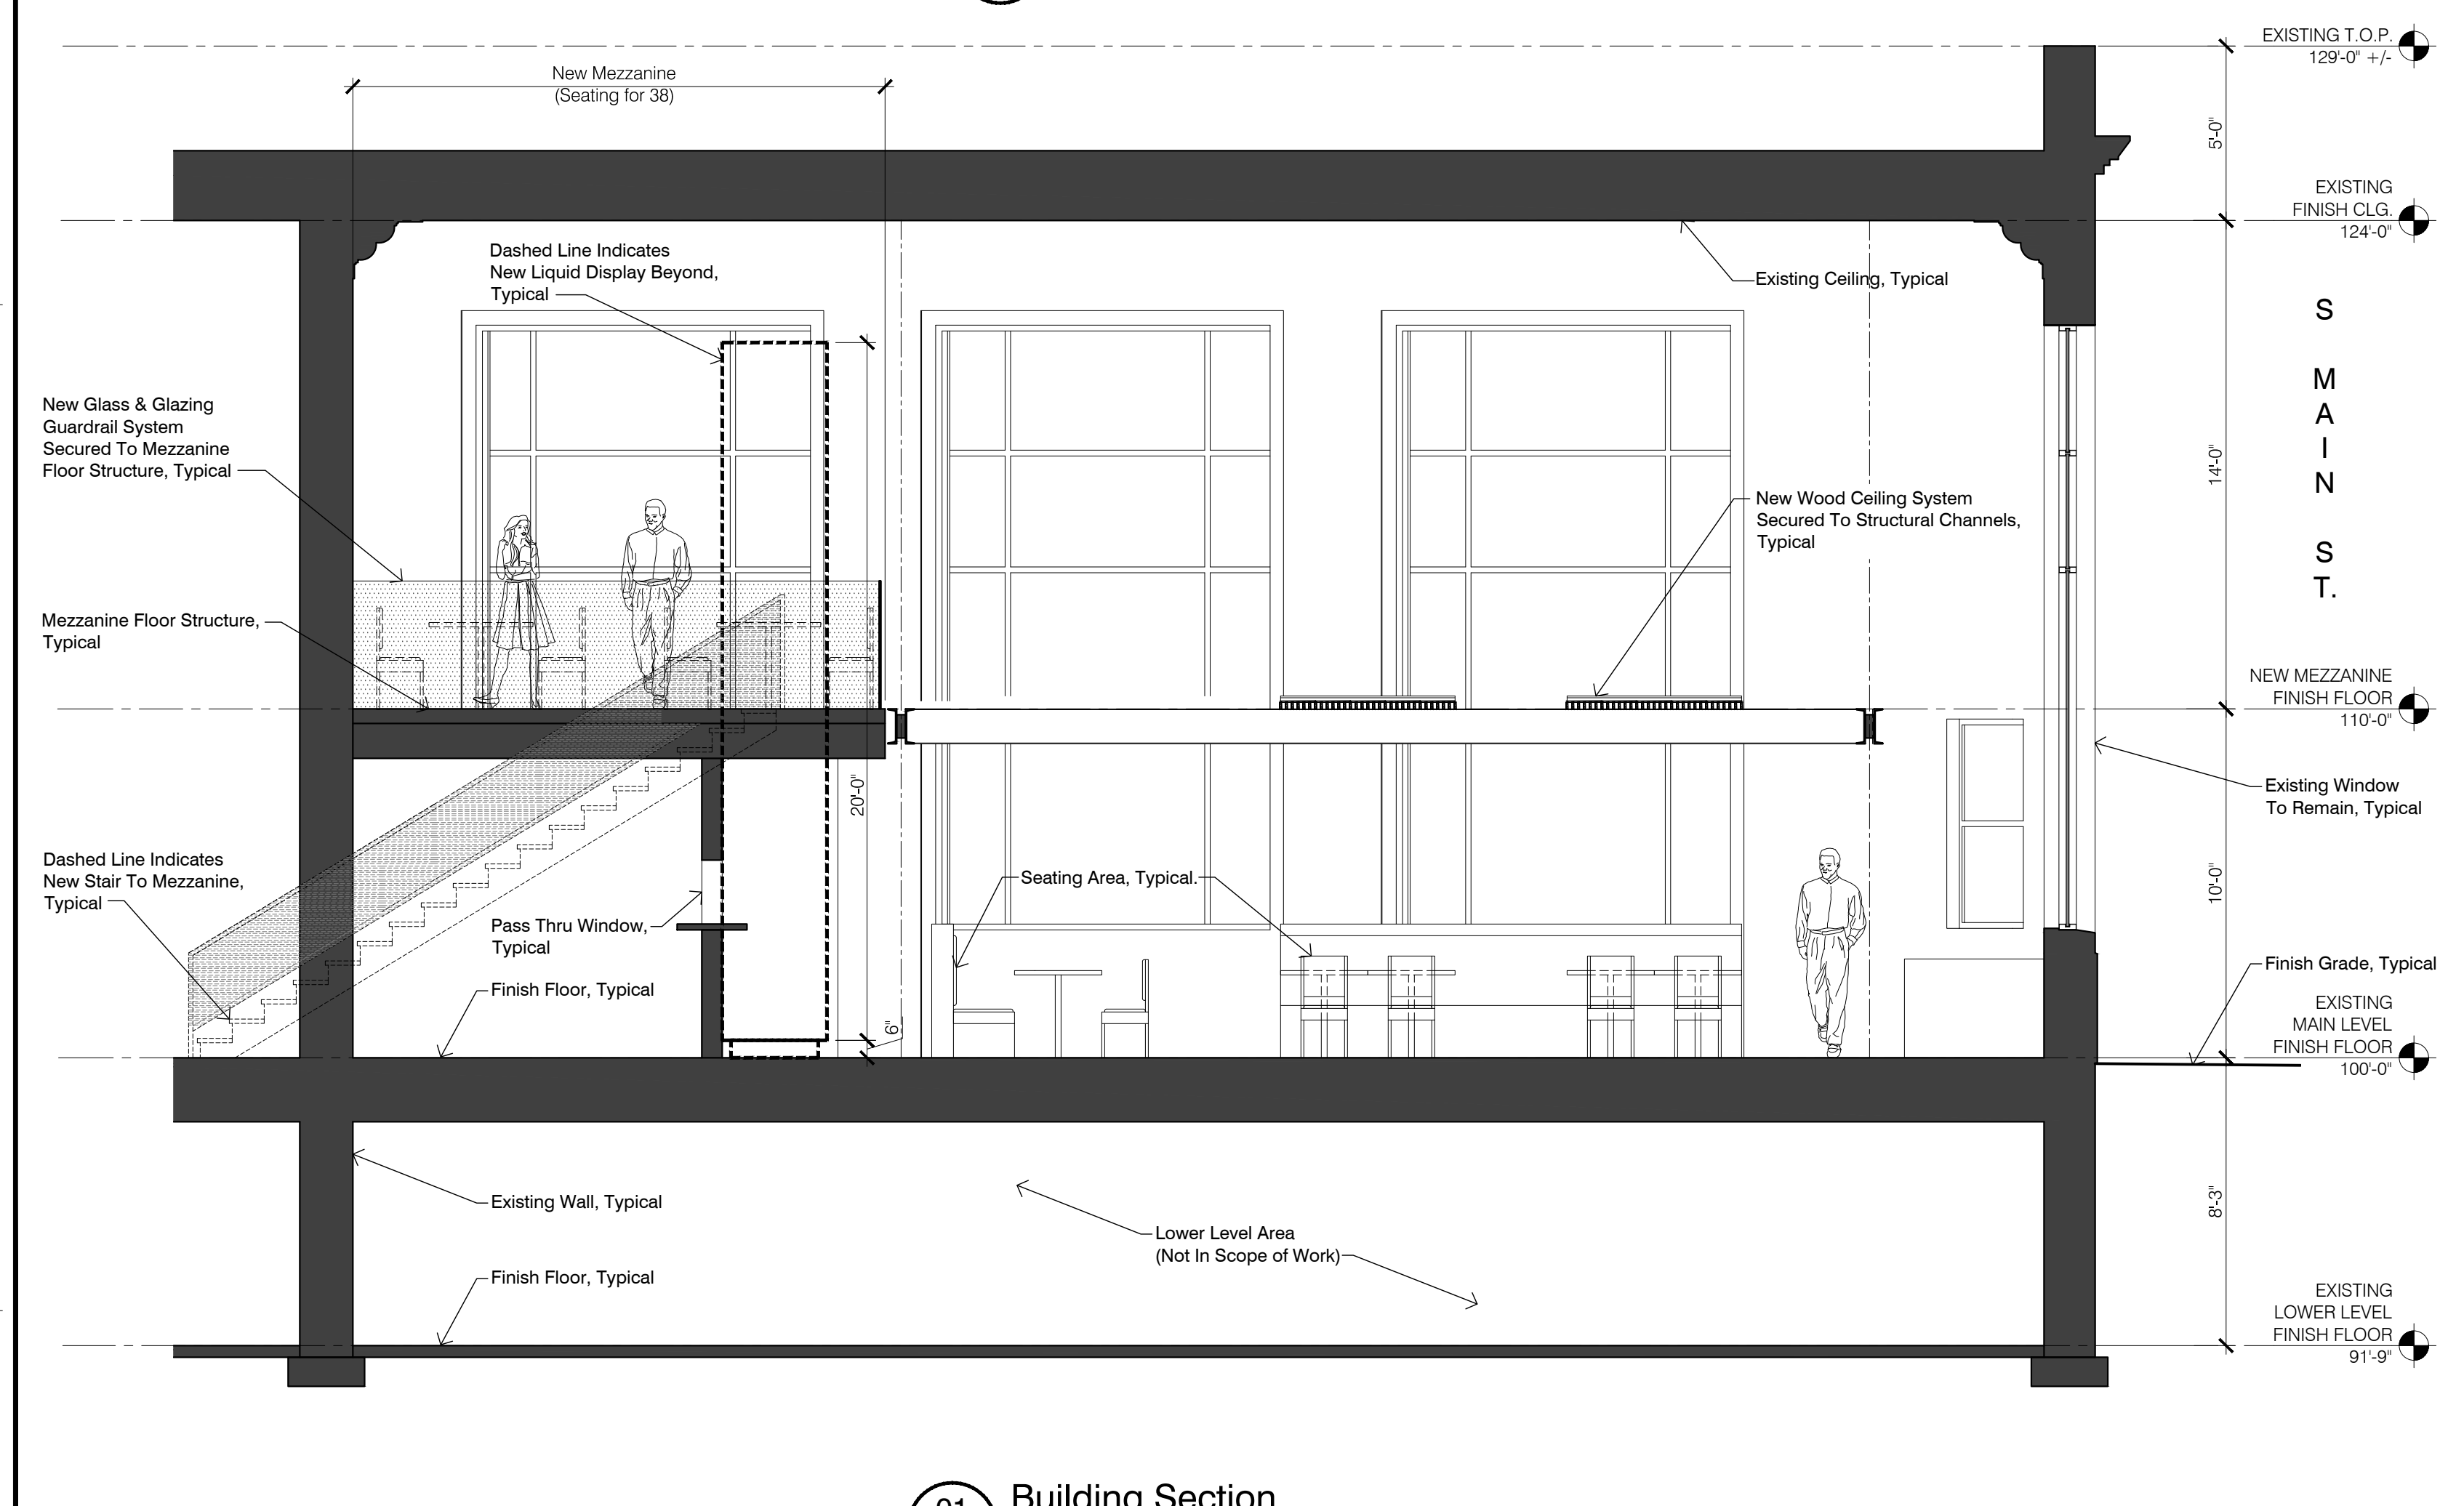 EXISTING T.O.P.
129'-0" +/-
New Mezzanine
(Seating for 38)
5'-0"
EXISTING
FINISH CLG.
124'-0"
Dashed Line Indicates
New Liquid Display Beyond,
Typical
Existing Ceiling, Typical
S MAIN ST.
New Glass & Glazing
Guardrail System
Secured To Mezzanine
Floor Structure, Typical
14'-0"
New Wood Ceiling System
Secured To Structural Channels,
Typical
Mezzanine Floor Structure,
Typical
NEW MEZZANINE
FINISH FLOOR
110'-0"
20'-0"
Existing Window
To Remain, Typical
Dashed Line Indicates
New Stair To Mezzanine,
Typical
Seating Area, Typical.
10'-0"
Pass Thru Window,
Typical
Finish Grade, Typical
Finish Floor, Typical
6"
EXISTING
MAIN LEVEL
FINISH FLOOR
100'-0"
Existing Wall, Typical
8'-3"
Lower Level Area
(Not In Scope of Work)
Finish Floor, Typical
EXISTING
LOWER LEVEL
FINISH FLOOR
91'-9"
01
Building Section